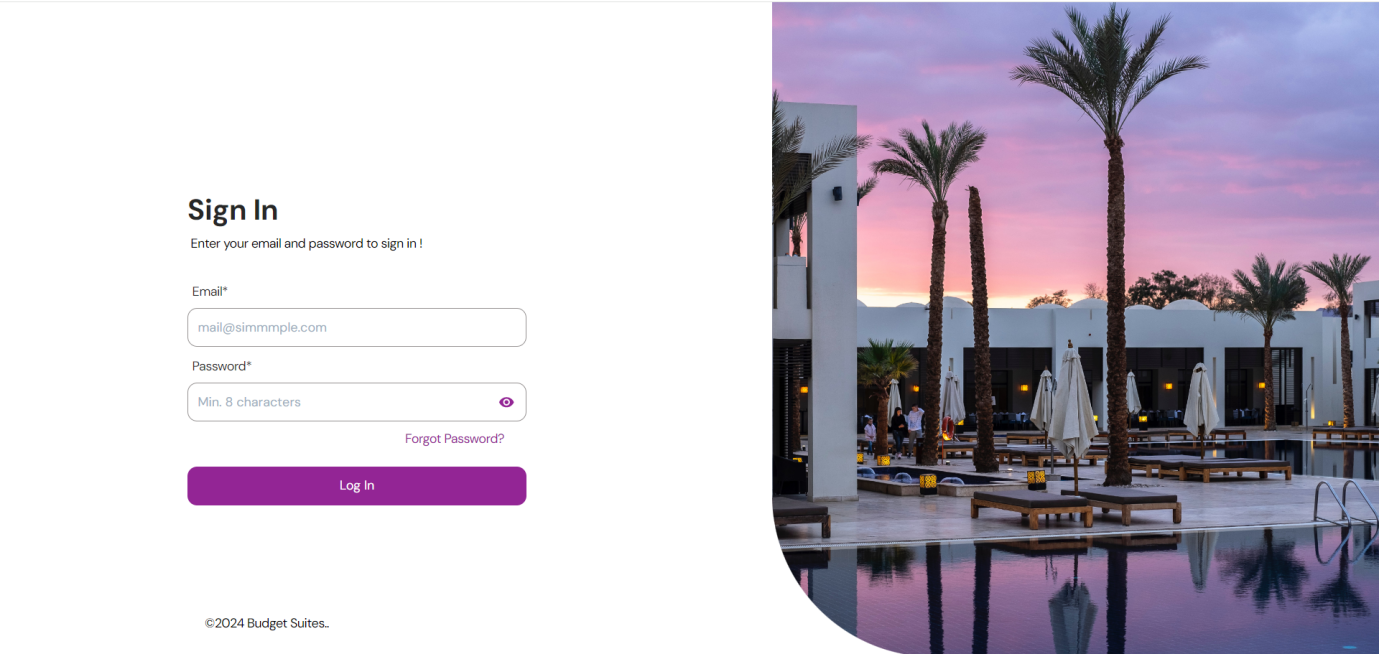 Sign In
Enter your email and password to sign in !
Email*
mail@simmmple.com
Password*
Min. 8 characters
Forgot Password?
Log In
©2024 Budget Suites..